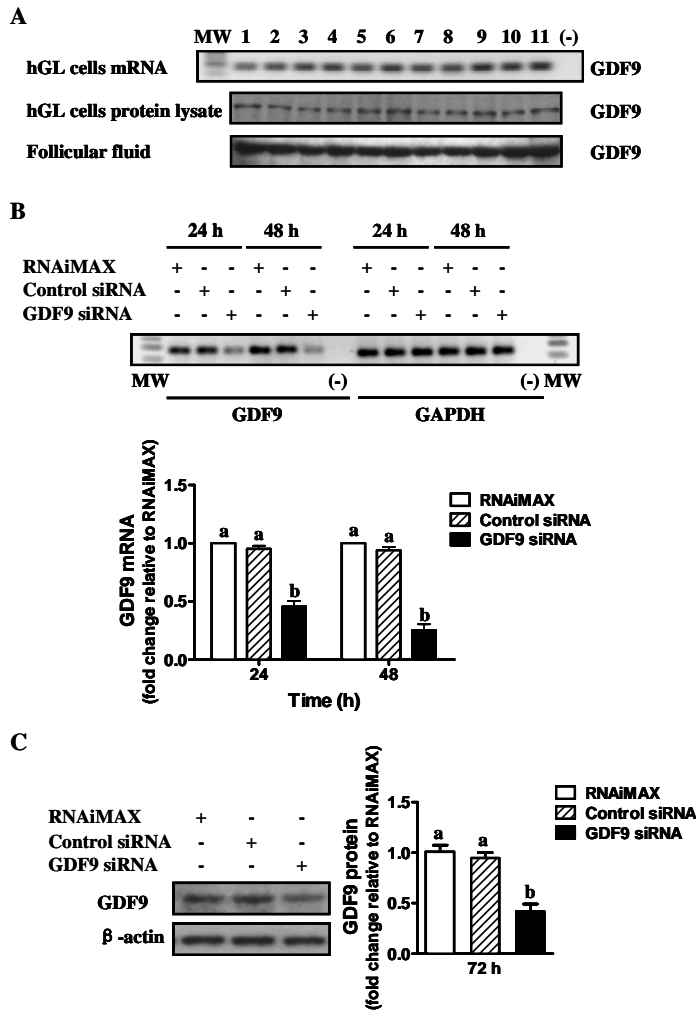 A
MW 1 2 3 4 5 6 7 8 9 10 11 (-)
hGL cells mRNA GDF9
hGL cells protein lysate GDF9
Follicular fluid GDF9
B
24 h 48 h 24 h 48 h
RNAiMAX + - - + - - + - - + - -
Control siRNA - + - - + - - + - - + -
GDF9 siRNA - - + - - + - - + - - +
MW (-) (-) MW
GDF9 GAPDH
GDF9 mRNA
(fold change relative to RNAiMAX)
1.5
1.0
0.5
0.0
a a b a a b
24 48
Time (h)
RNAiMAX
Control siRNA
GDF9 siRNA
C
RNAiMAX + - -
Control siRNA - + -
GDF9 siRNA - - +
GDF9
β-actin
GDF9 protein
(fold change relative to RNAiMAX)
1.5
1.0
0.5
0.0
a a b
72 h
RNAiMAX
Control siRNA
GDF9 siRNA